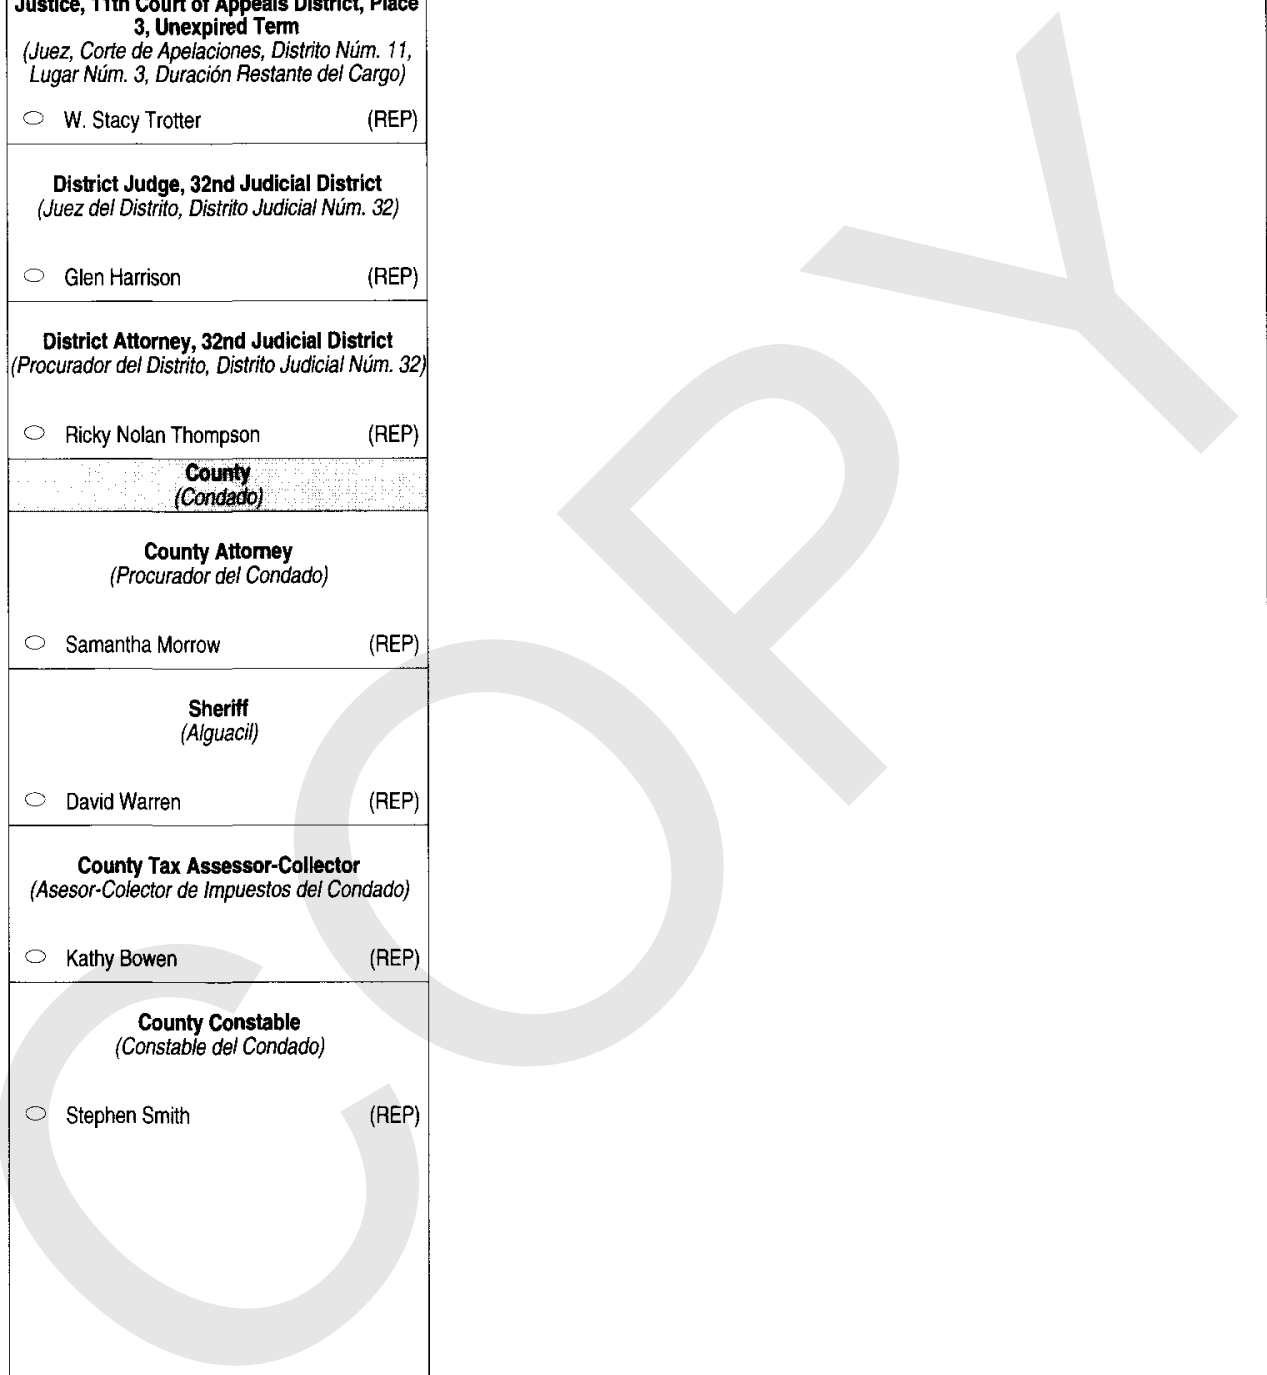 Justice, 11th Court of Appeals District, Place
3, Unexpired Term
(Juez, Corte de Apelaciones, Distrito Núm. 11,
Lugar Núm. 3, Duración Restante del Cargo)
W. Stacy Trotter (REP)
District Judge, 32nd Judicial District
(Juez del Distrito, Distrito Judicial Núm. 32)
Glen Harrison (REP)
District Attorney, 32nd Judicial District
(Procurador del Distrito, Distrito Judicial Núm. 32)
Ricky Nolan Thompson (REP)
County
(Condado)
County Attorney
(Procurador del Condado)
Samantha Morrow (REP)
Sheriff
(Alguacil)
David Warren (REP)
County Tax Assessor-Collector
(Asesor-Colector de Impuestos del Condado)
Kathy Bowen (REP)
County Constable
(Constable del Condado)
Stephen Smith (REP)
COPY